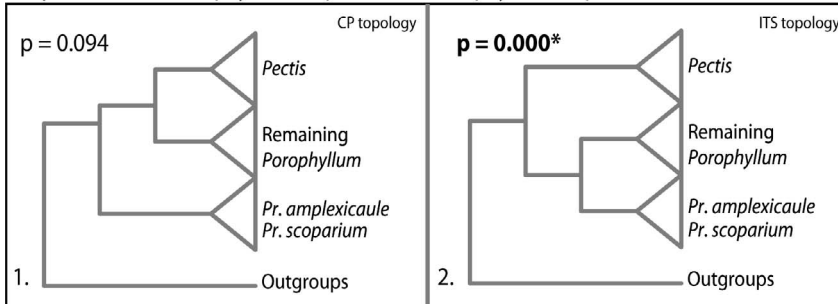 CP topology
p = 0.094
Pectis
Remaining
Porophyllum
Pr. amplexicaule
Pr. scoparium
1.
Outgroups
ITS topology
p = 0.000*
Pectis
Remaining
Porophyllum
Pr. amplexicaule
Pr. scoparium
2.
Outgroups